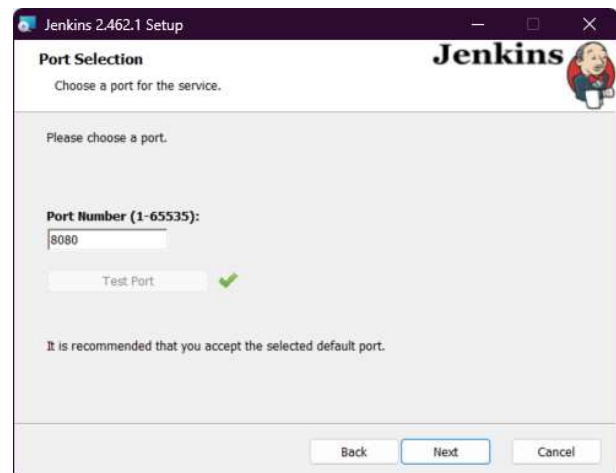 Jenkins 2.462.1 Setup
Port Selection
Jenkins
Choose a port for the service.
Please choose a port.
Port Number (1-65535):
8080
Test Port
It is recommended that you accept the selected default port.
Back
Next
Cancel